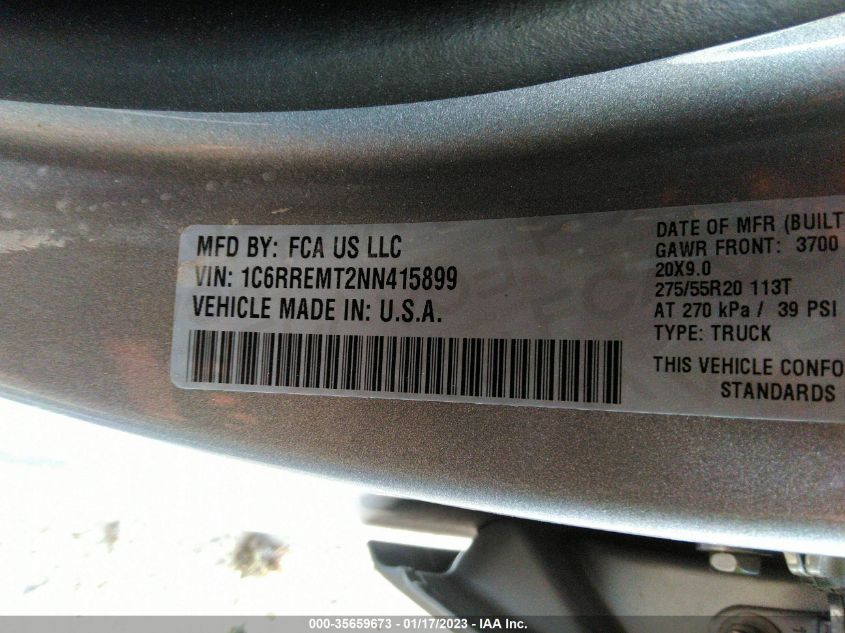 MFD BY: FCA US LLC
VIN: 1C6RREMT2NN415899
VEHICLE MADE IN: U.S.A.
DATE OF MFR (BUILT
GAWR FRONT: 3700
20X9.0
275/55R20 113T
AT 270 kPa / 39 PSI
TYPE: TRUCK
THIS VEHICLE CONFO
STANDARDS
000-35659673 - 01/17/2023 - IAA Inc.